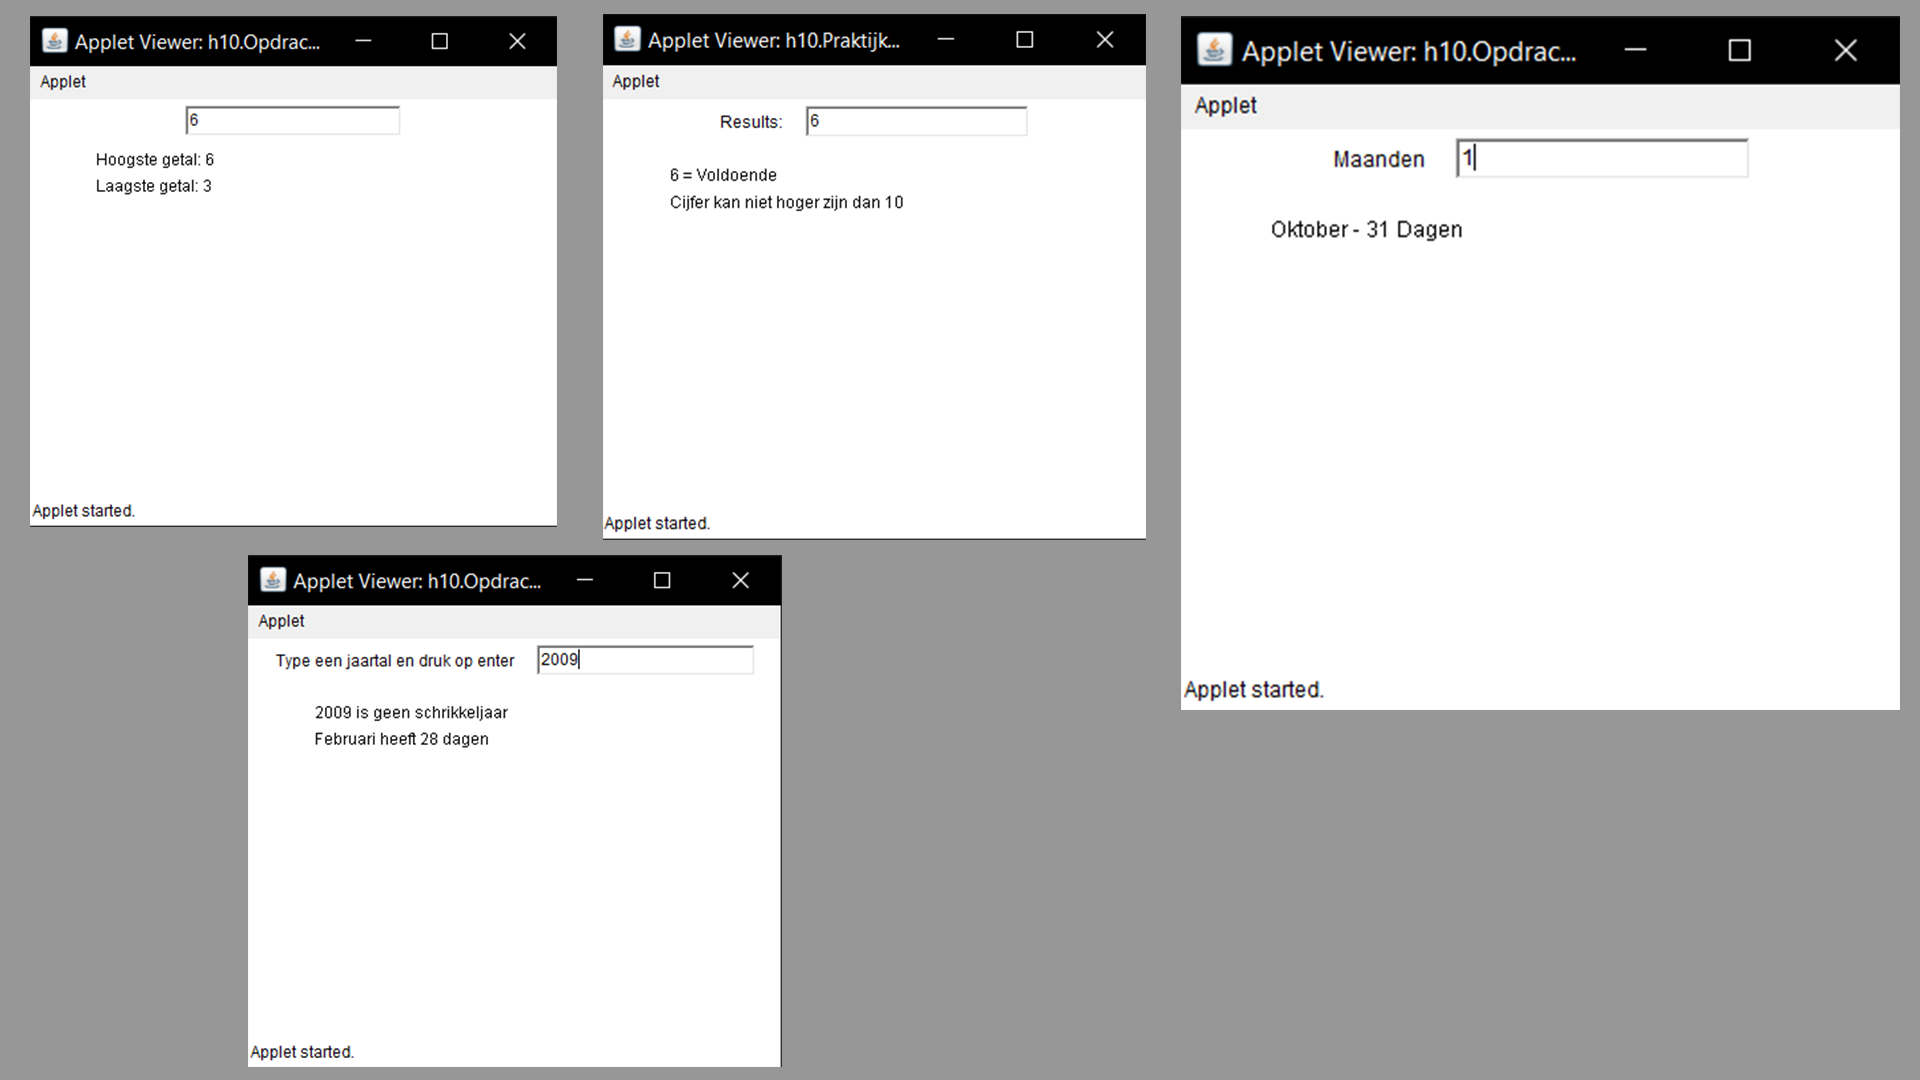 Applet Viewer: h10.Opdrac...
Applet
6
Hoogste getal: 6
Laagste getal: 3
Applet started.
Applet Viewer: h10.Praktijk...
Applet
Results: 6
6 = Voldoende
Cijfer kan niet hoger zijn dan 10
Applet started.
Applet Viewer: h10.Opdrac...
Applet
Maanden 1
Oktober - 31 Dagen
Applet started.
Applet Viewer: h10.Opdrac...
Applet
Type een jaartal en druk op enter 2009
2009 is geen schrikkeljaar
Februari heeft 28 dagen
Applet started.